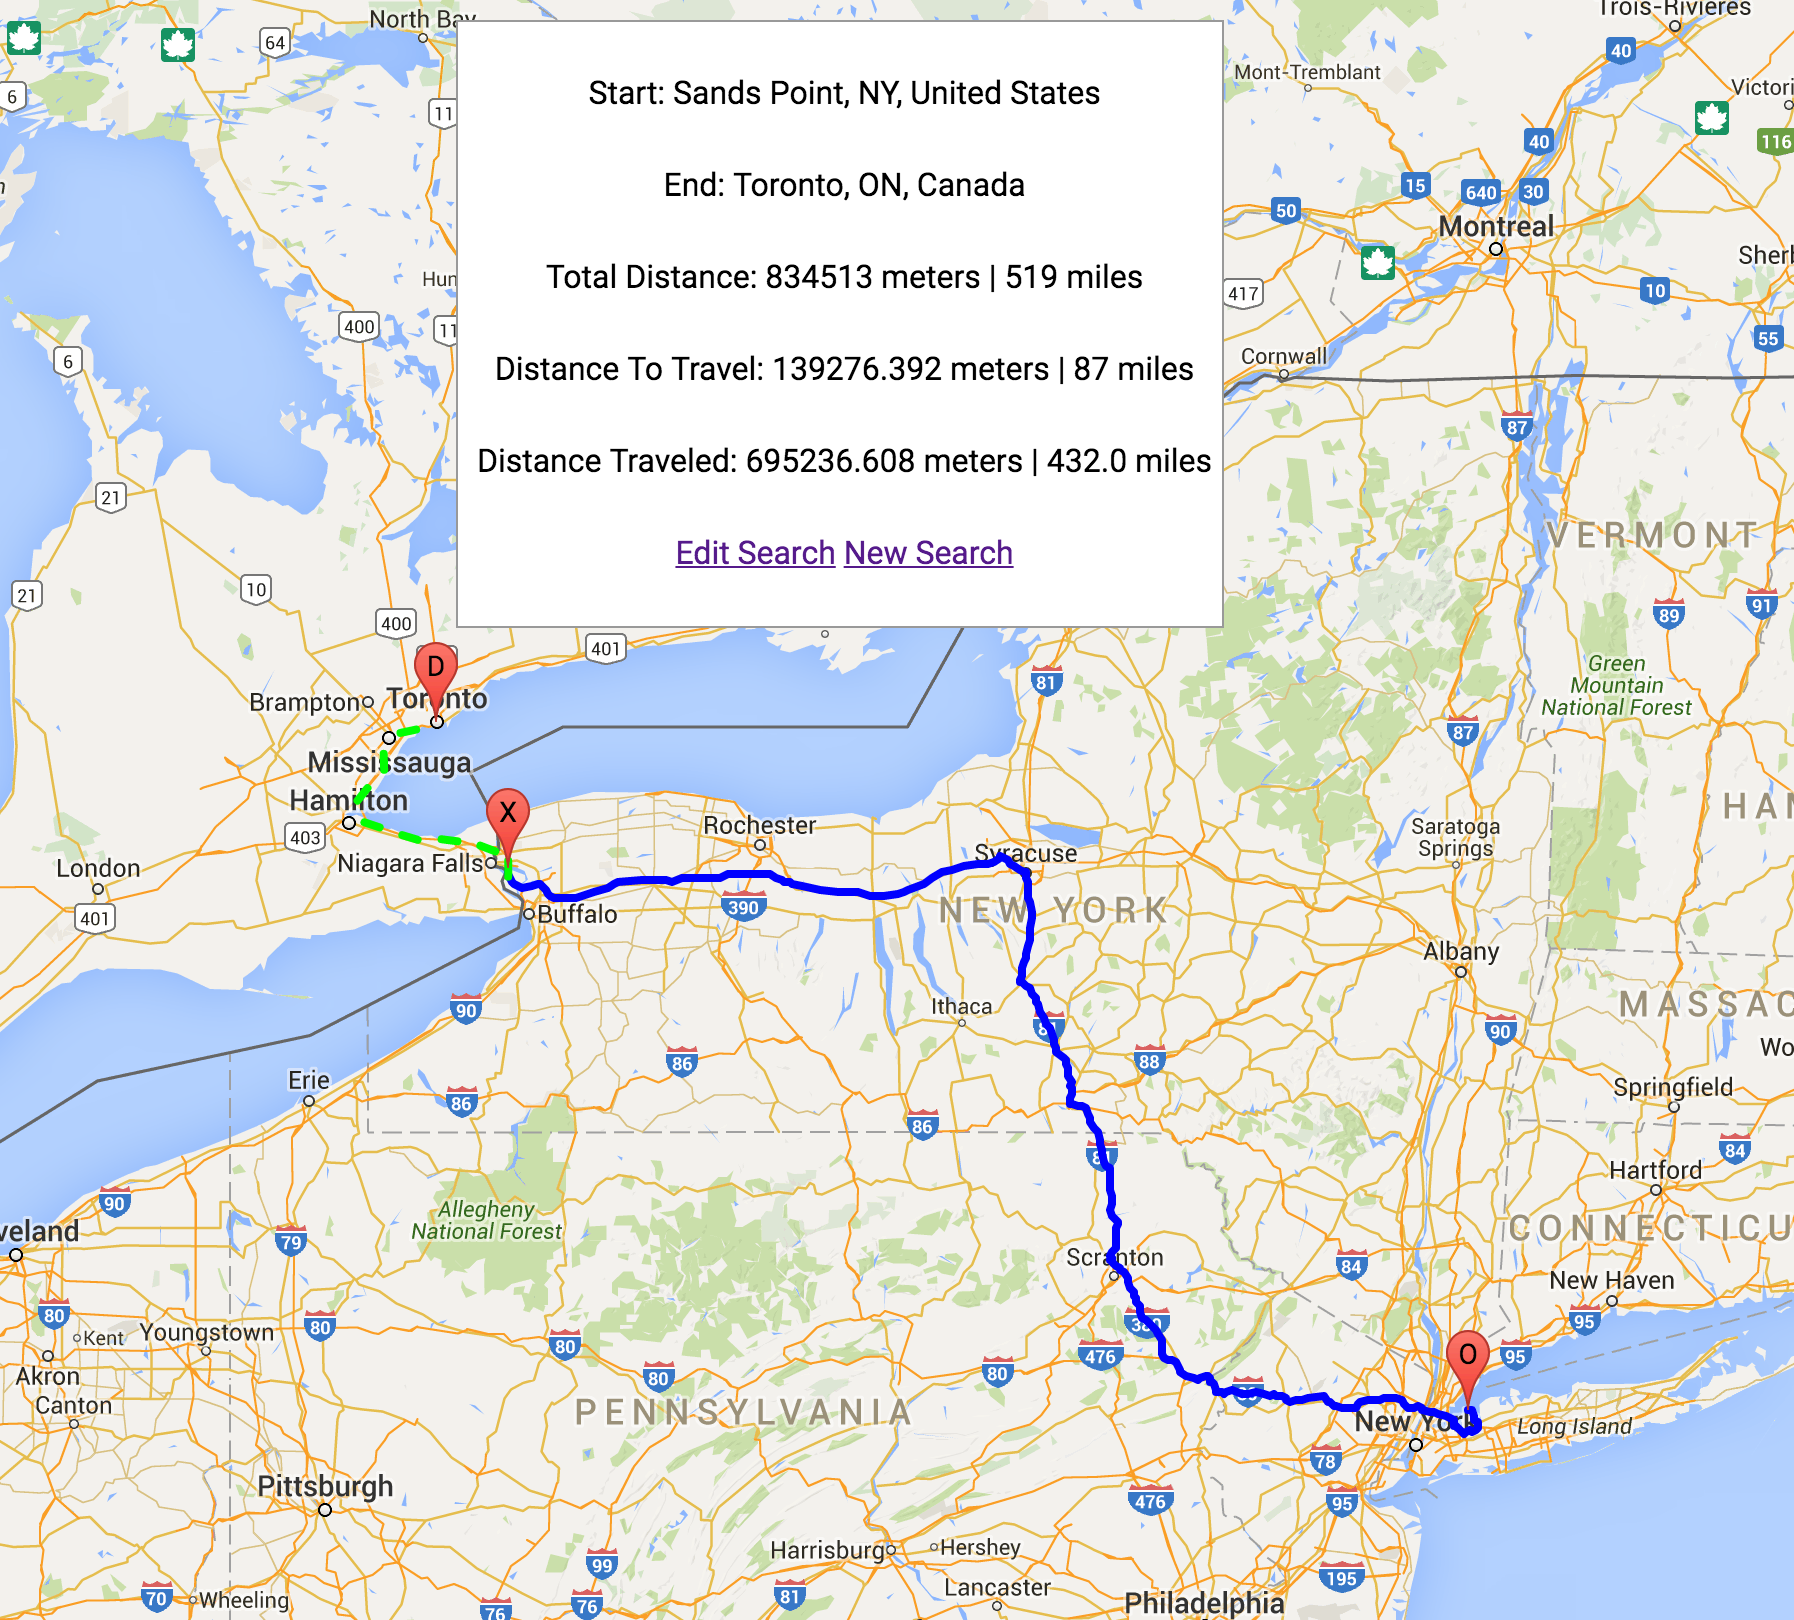 North Bay
Trois-Rivières
64
40
Mont-Tremblant
Victori
6
11
Start: Sands Point, NY, United States
116
40
End: Toronto, ON, Canada
15
640
30
50
Montreal
Sherb
Total Distance: 834513 meters | 519 miles
Hun
417
10
400
11
55
6
Cornwall
Distance To Travel: 139276.392 meters | 87 miles
87
Distance Traveled: 695236.608 meters | 432.0 miles
21
VERMONT
Edit Search New Search
21
10
89
91
400
401
Green
Mountain
National Forest
D
81
Brampton
Toronto
87
Mississauga
Hamilton
X
HAM
403
Rochester
Saratoga
Springs
London
Niagara Falls
Syracuse
401
390
Buffalo
NEW YORK
Albany
90
Ithaca
MASSAC
90
Wo
86
88
Erie
86
Springfield
86
81
84
Hartford
90
Allegheny
National Forest
veland
79
CONNECTICU
Scranton
84
New Haven
80
80
380
95
Kent
Youngstown
80
476
O
95
Akron
80
80
Canton
PENNSYLVANIA
New York
Long Island
78
Pittsburgh
476
95
Harrisburg
Hershey
99
195
70
Wheeling
76
76
81
Lancaster
Philadelphia